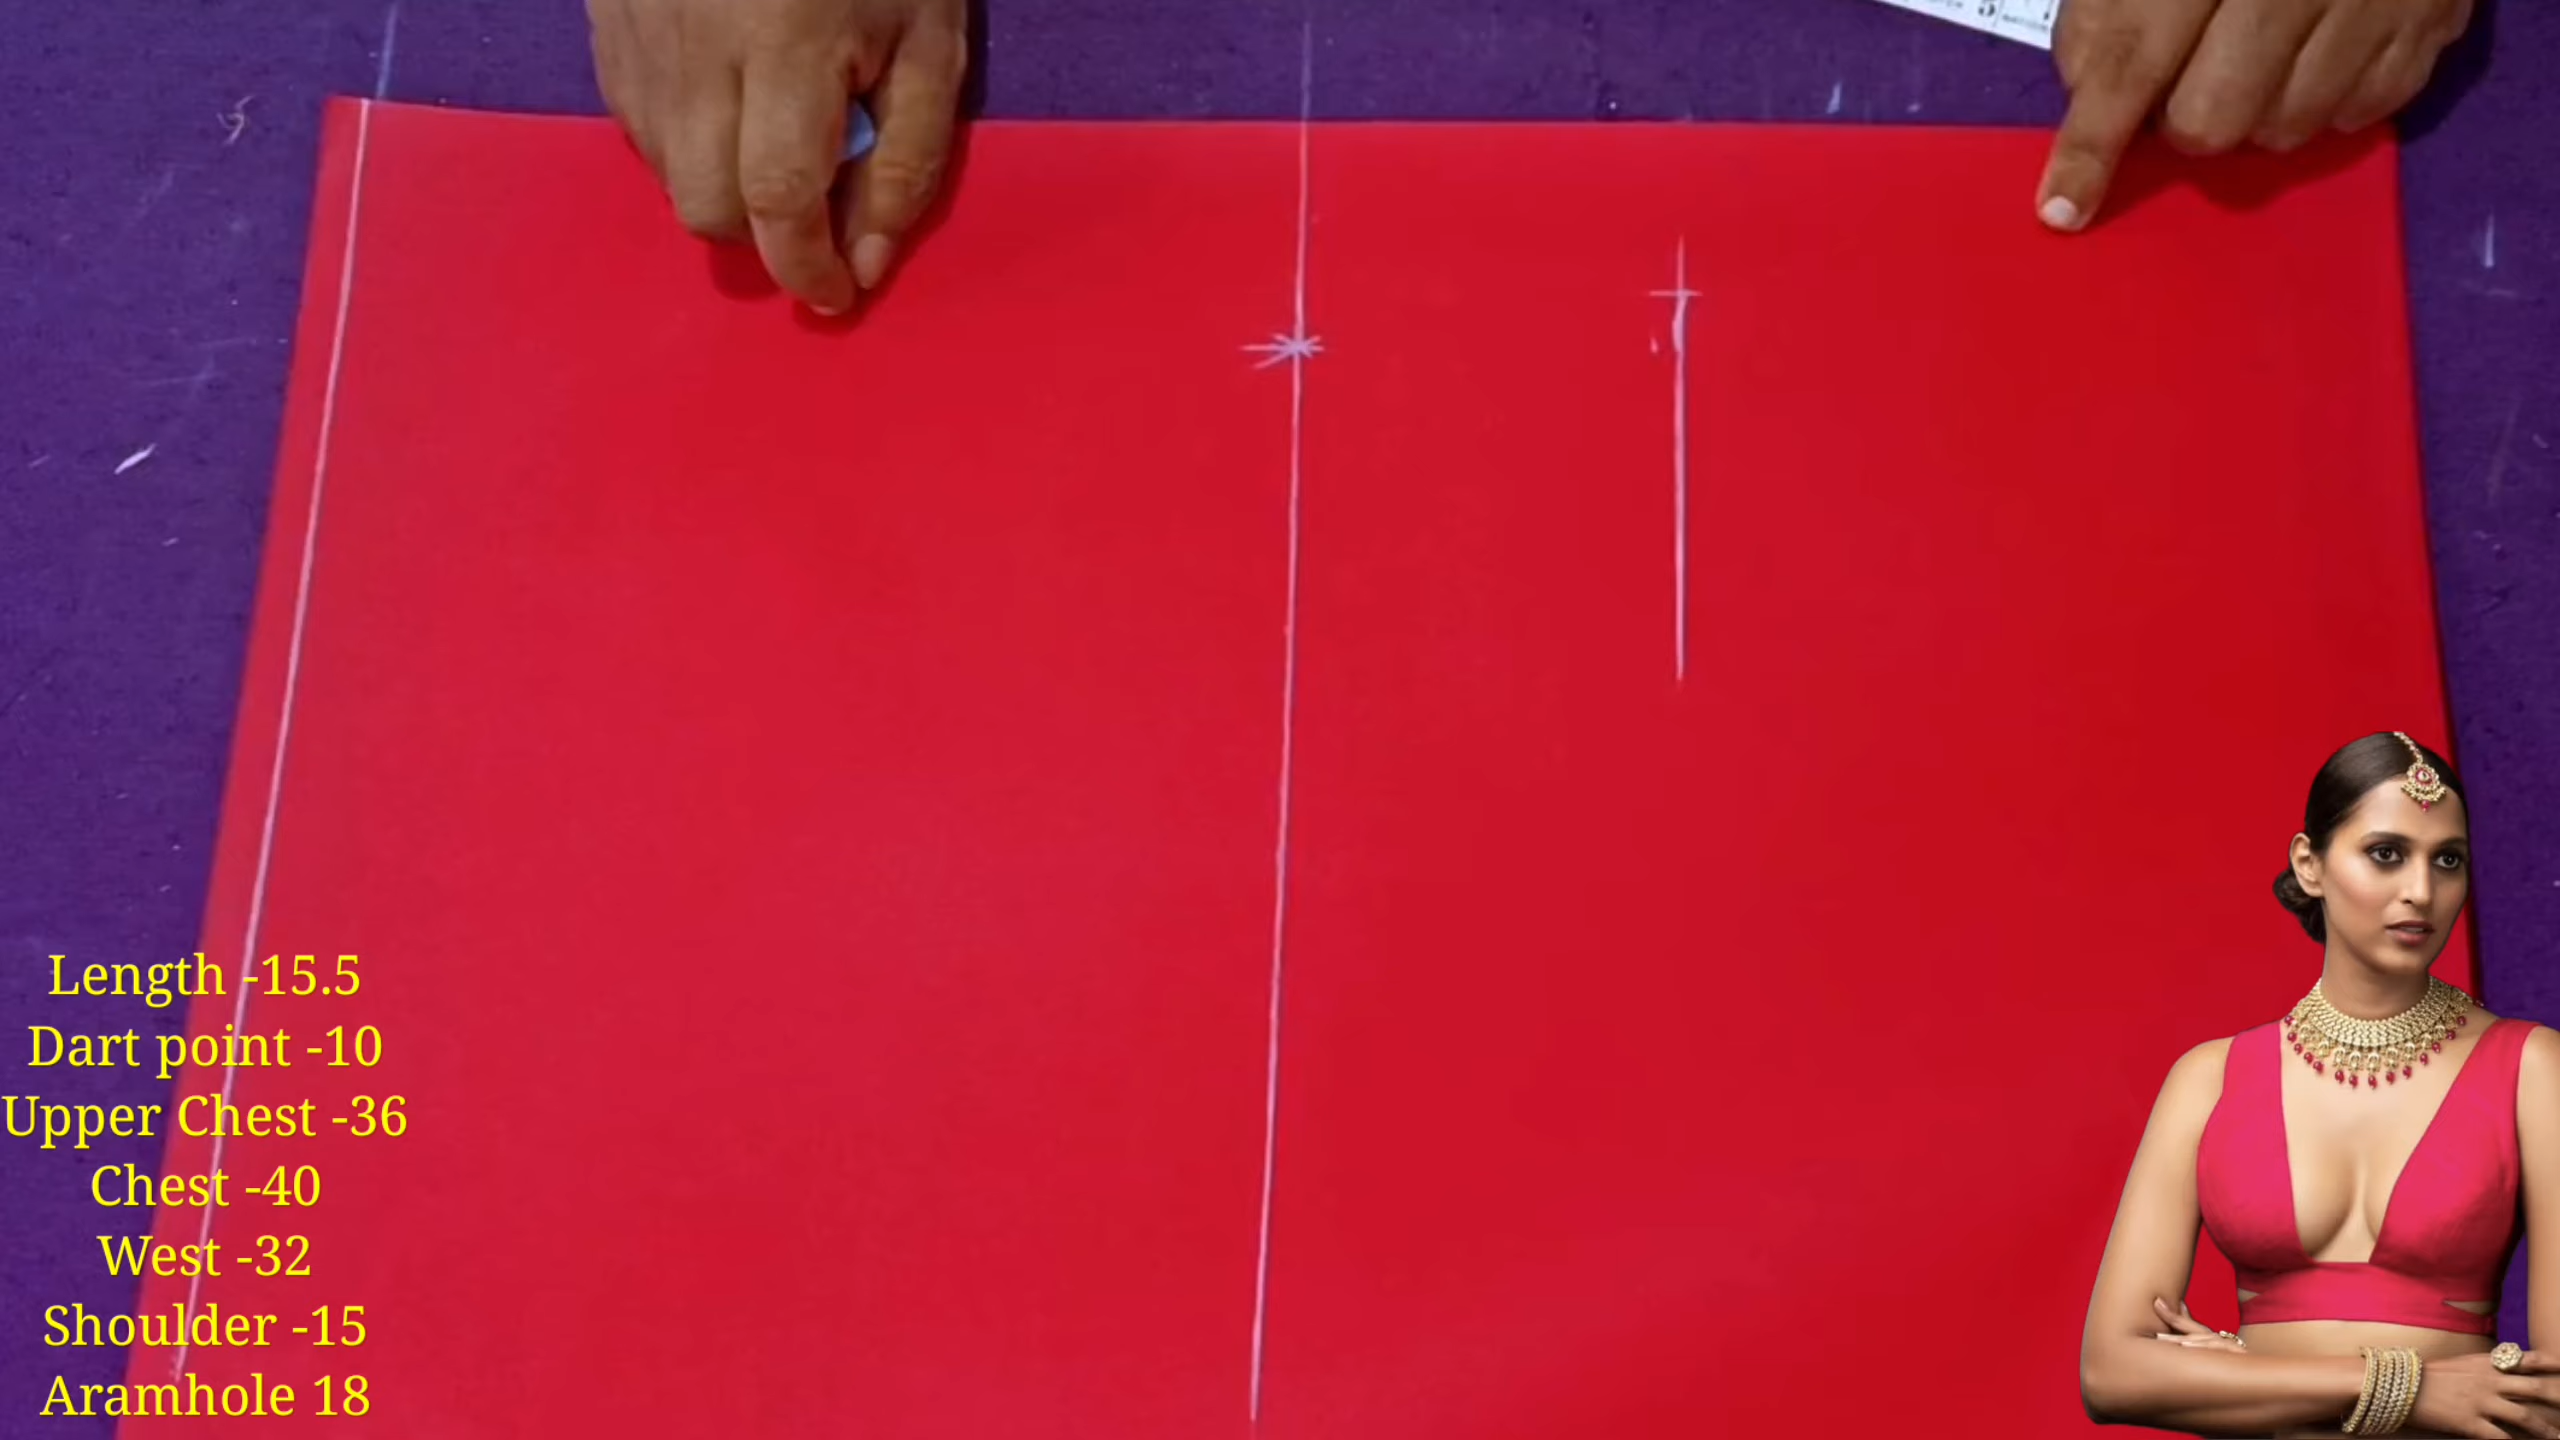 Length -15.5
Dart point -10
Upper Chest -36
Chest -40
West -32
Shoulder -15
Aramhole 18